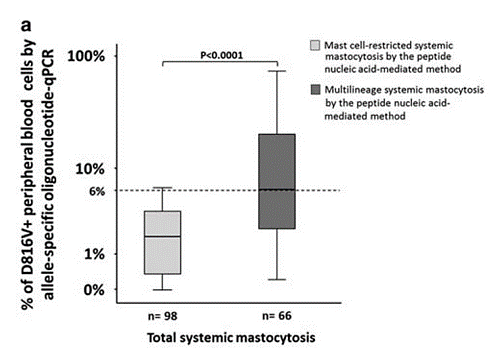 a
% of D816V+ peripheral blood cells by
allele-specific oligonucleotide-qPCR
100%
10%
6%
1%
0%
P<0.0001
Mast cell-restricted systemic
mastocytosis by the peptide
nucleic acid-mediated method
Multilineage systemic mastocytosis
by the peptide nucleic acid-
mediated method
n= 98
n= 66
Total systemic mastocytosis